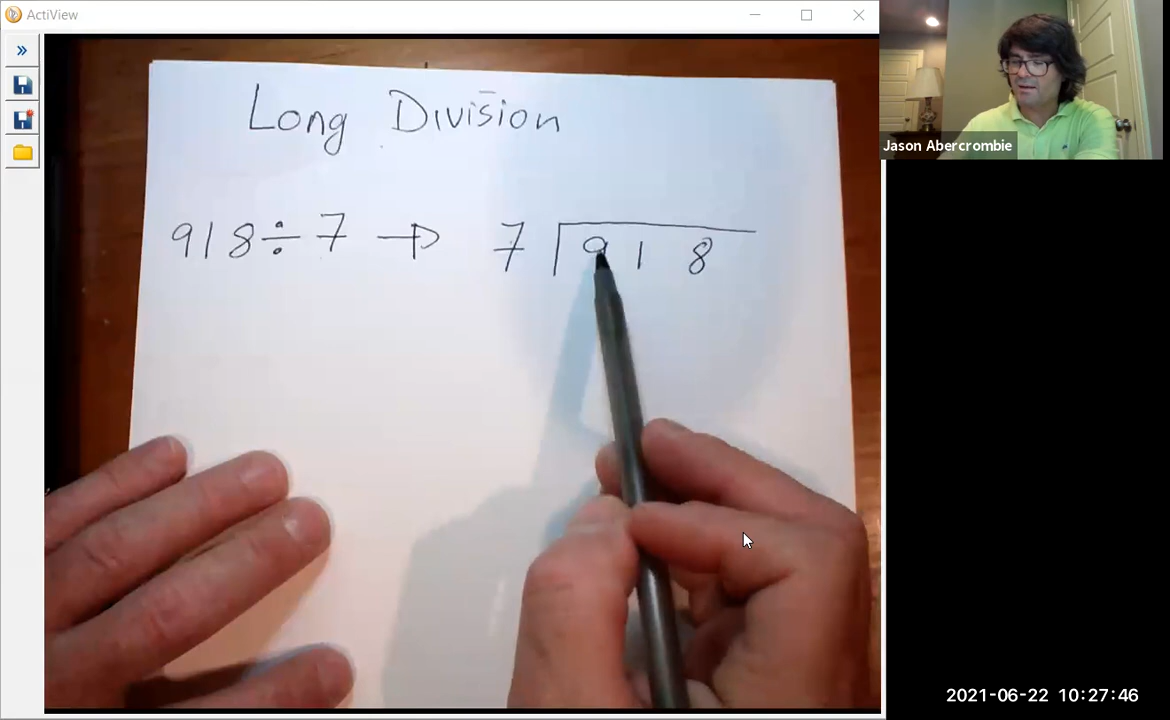 ActiView
Long Division
918 ÷ 7 → 7 918
Jason Abercrombie
2021-06-22 10:27:46